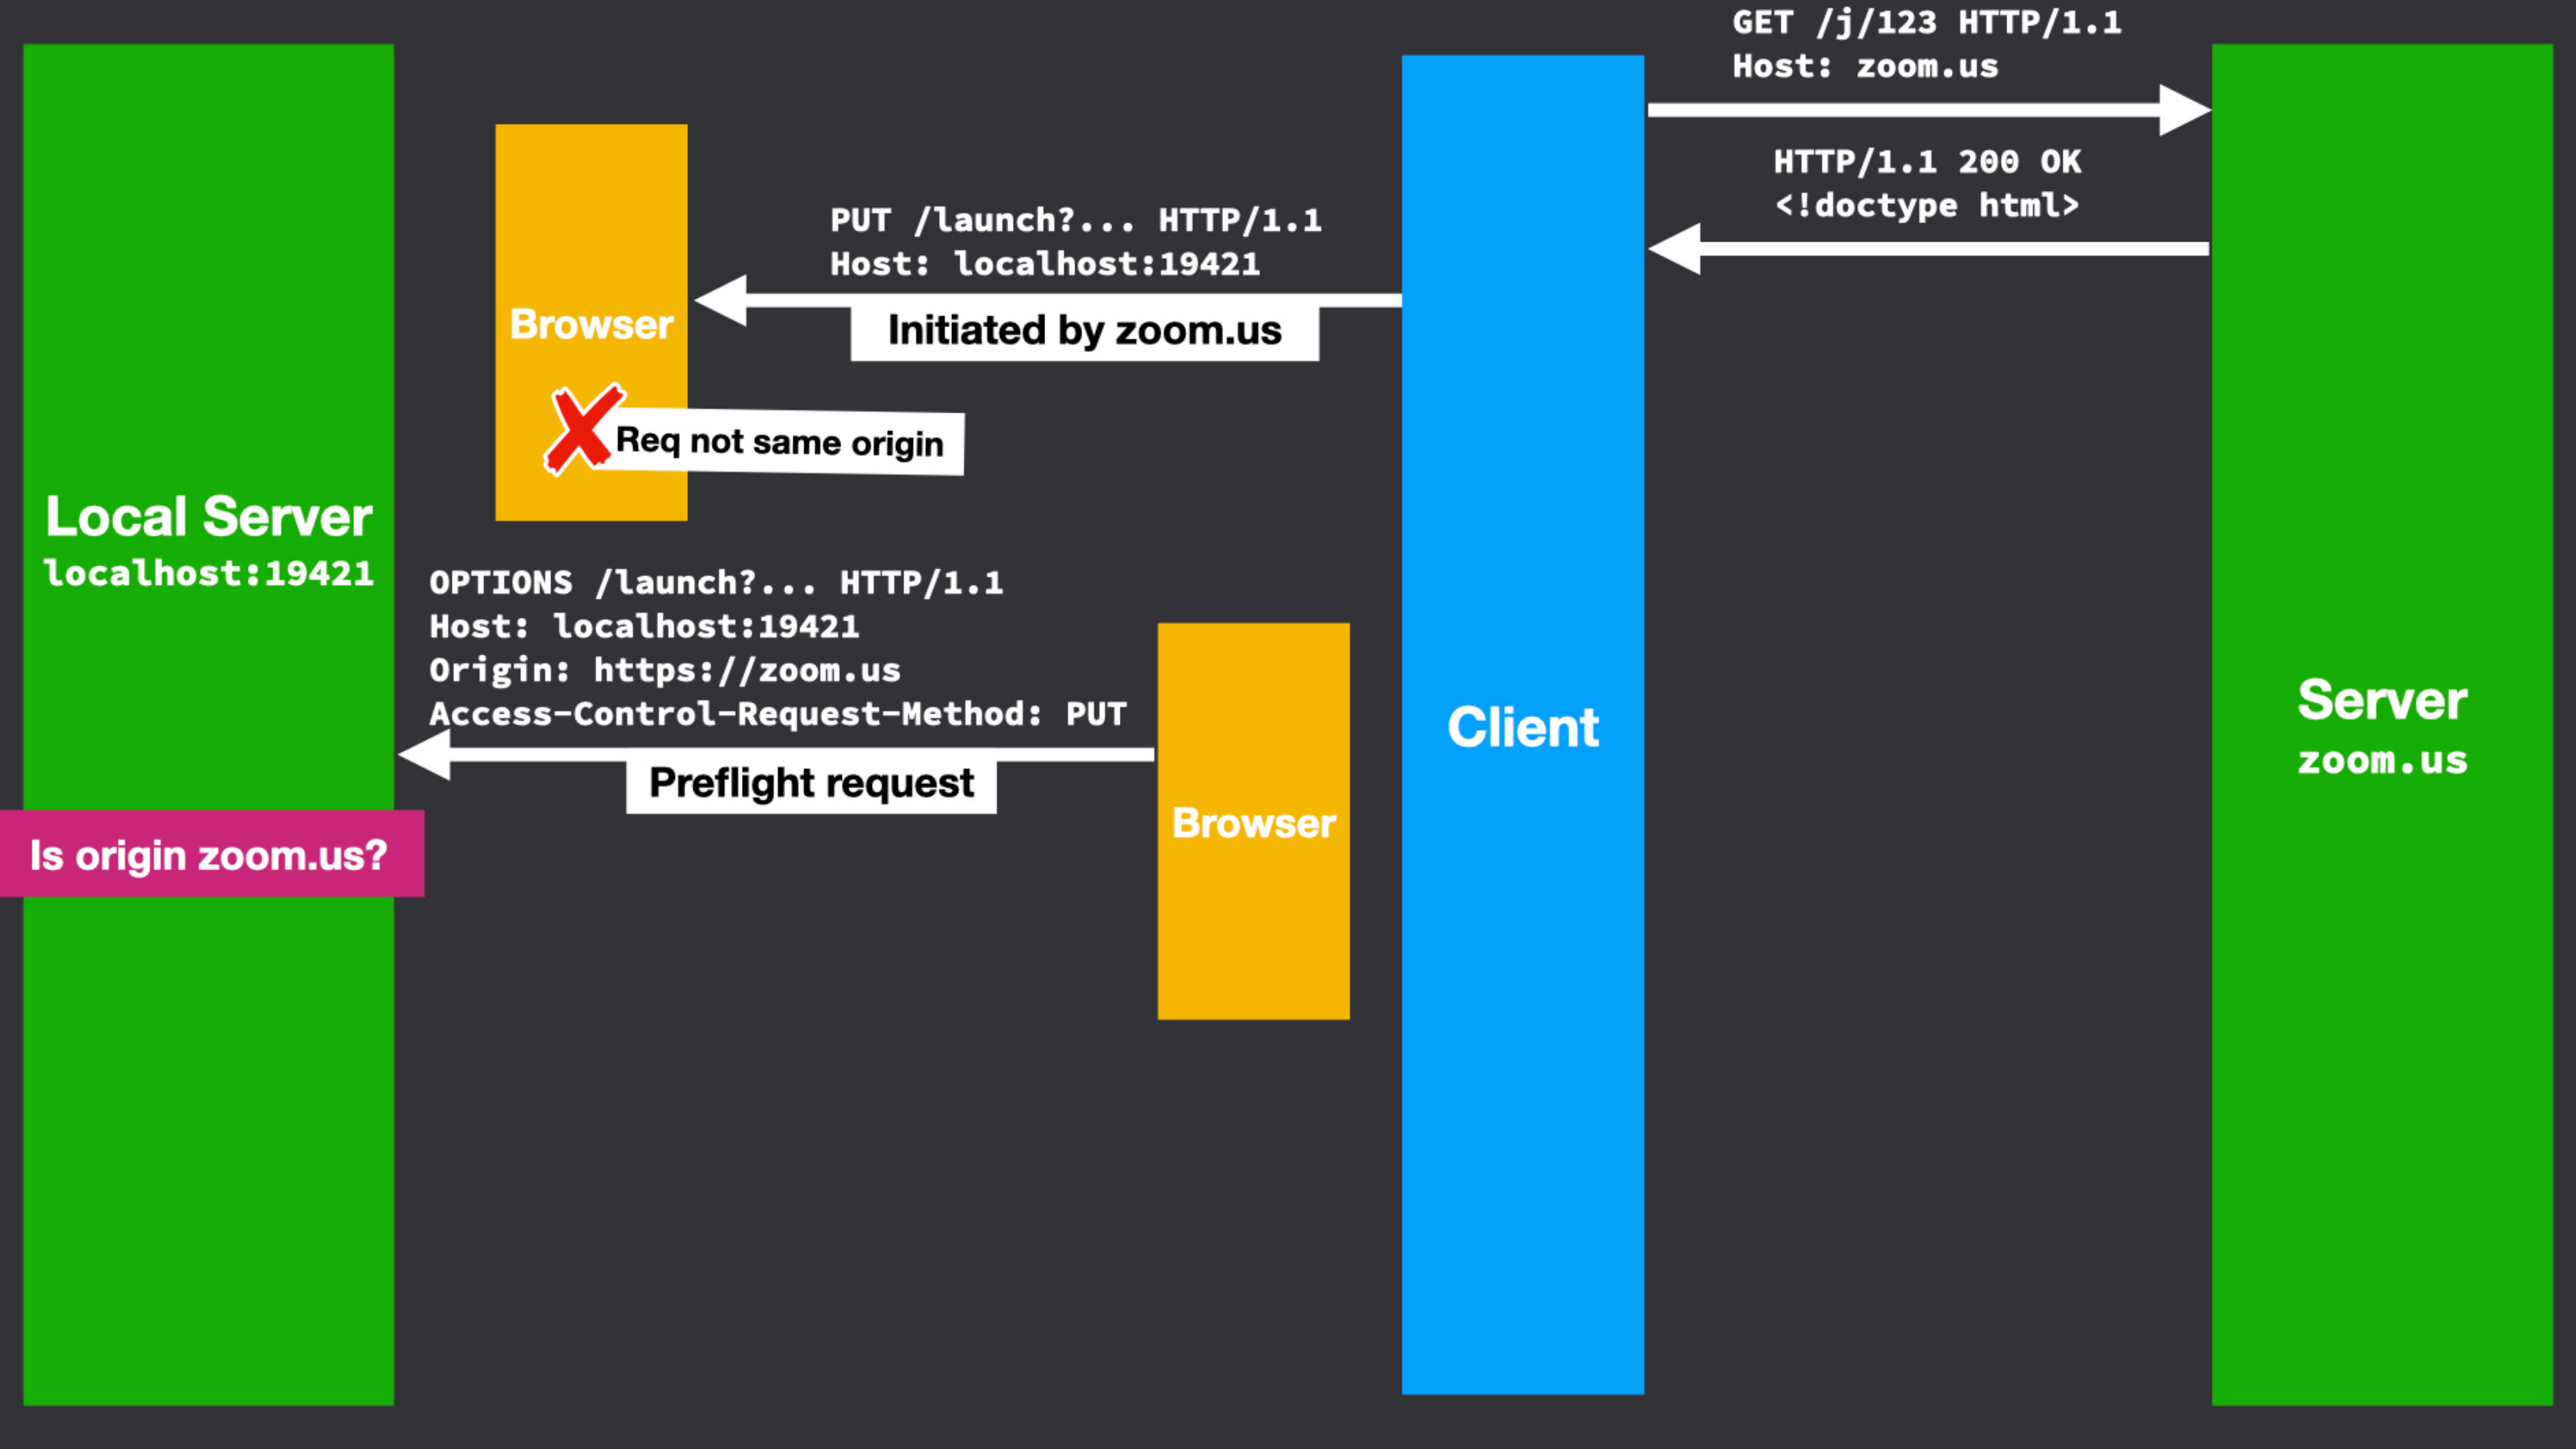 GET /j/123 HTTP/1.1
Host: zoom.us
HTTP/1.1 200 OK
<!doctype html>
PUT /launch?... HTTP/1.1
Host: localhost:19421
Initiated by zoom.us
Browser
Req not same origin
Local Server
localhost:19421
OPTIONS /launch?... HTTP/1.1
Host: localhost:19421
Origin: https://zoom.us
Access-Control-Request-Method: PUT
Preflight request
Browser
Is origin zoom.us?
Client
Server
zoom.us